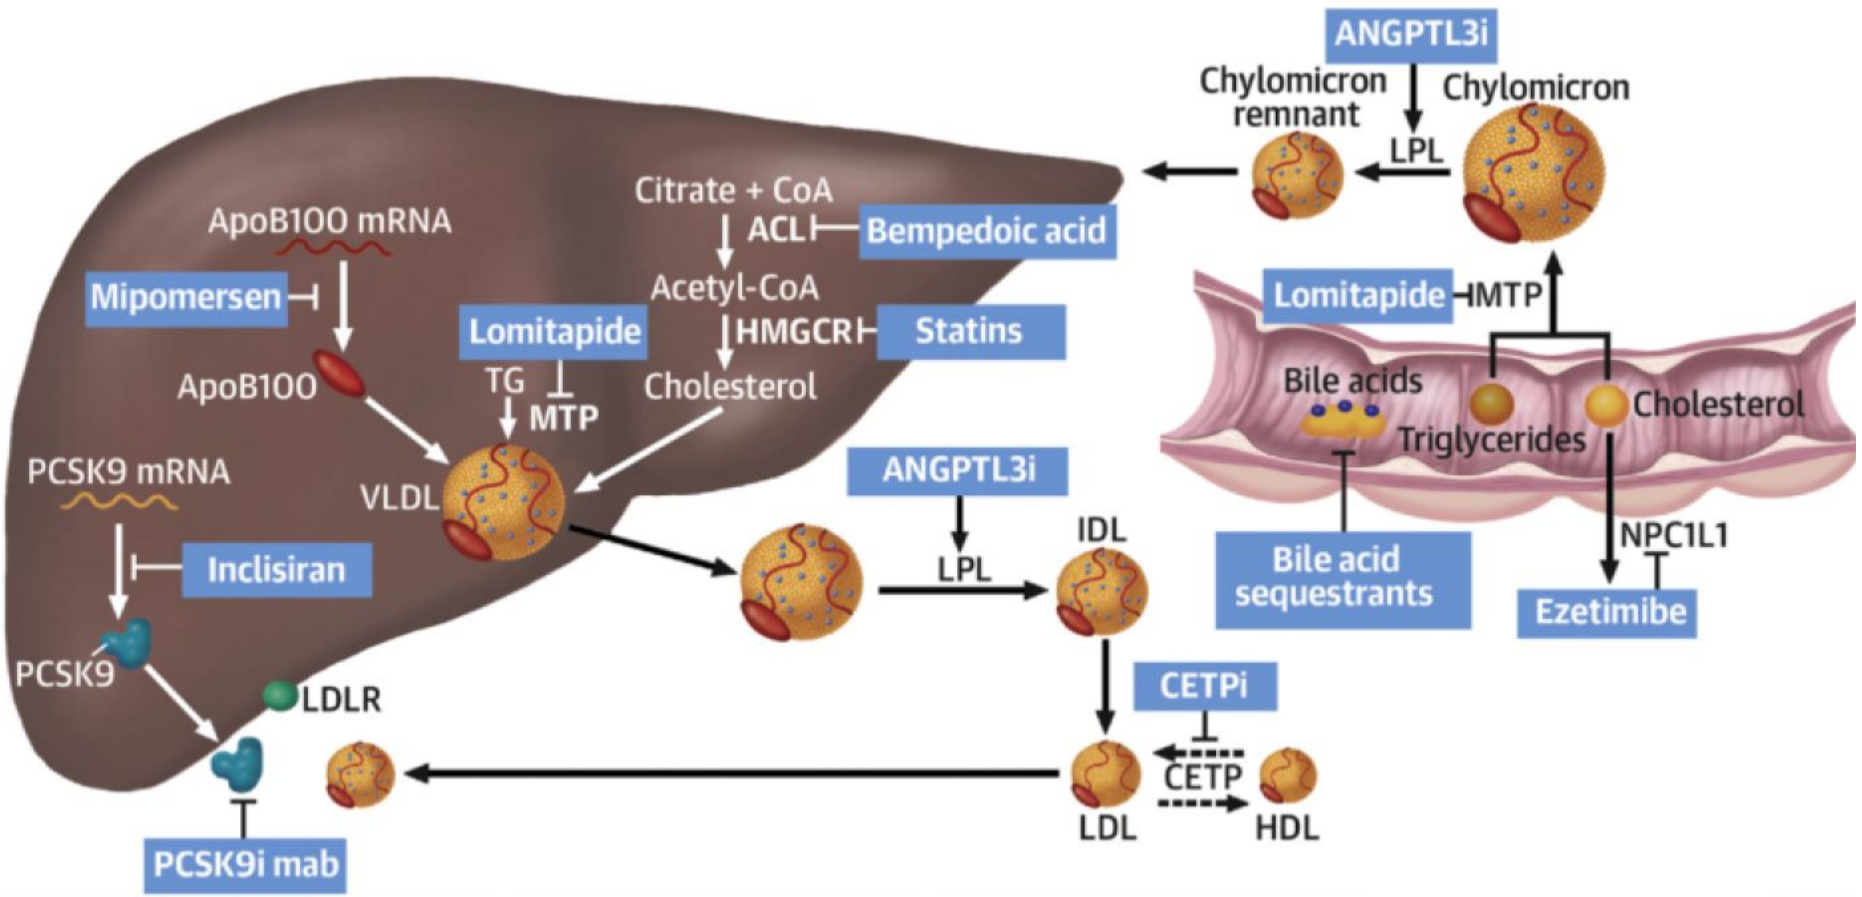 ANGPTL3i
Chylomicron
remnant
Chylomicron
LPL
Citrate + CoA
ACL
Bempedoic acid
ApoB100 mRNA
Mipomersen
Acetyl-CoA
Lomitapide
MTP
Lomitapide
HMGCR
Statins
TG
MTP
Cholesterol
ApoB100
Bile acids
Triglycerides
Cholesterol
PCSK9 mRNA
VLDL
ANGPTL3i
LPL
IDL
NPC1L1
Inclisiran
Bile acid
sequestrants
Ezetimibe
PCSK9
LDLR
CETPi
CETP
LDL
HDL
PCSK9i mab